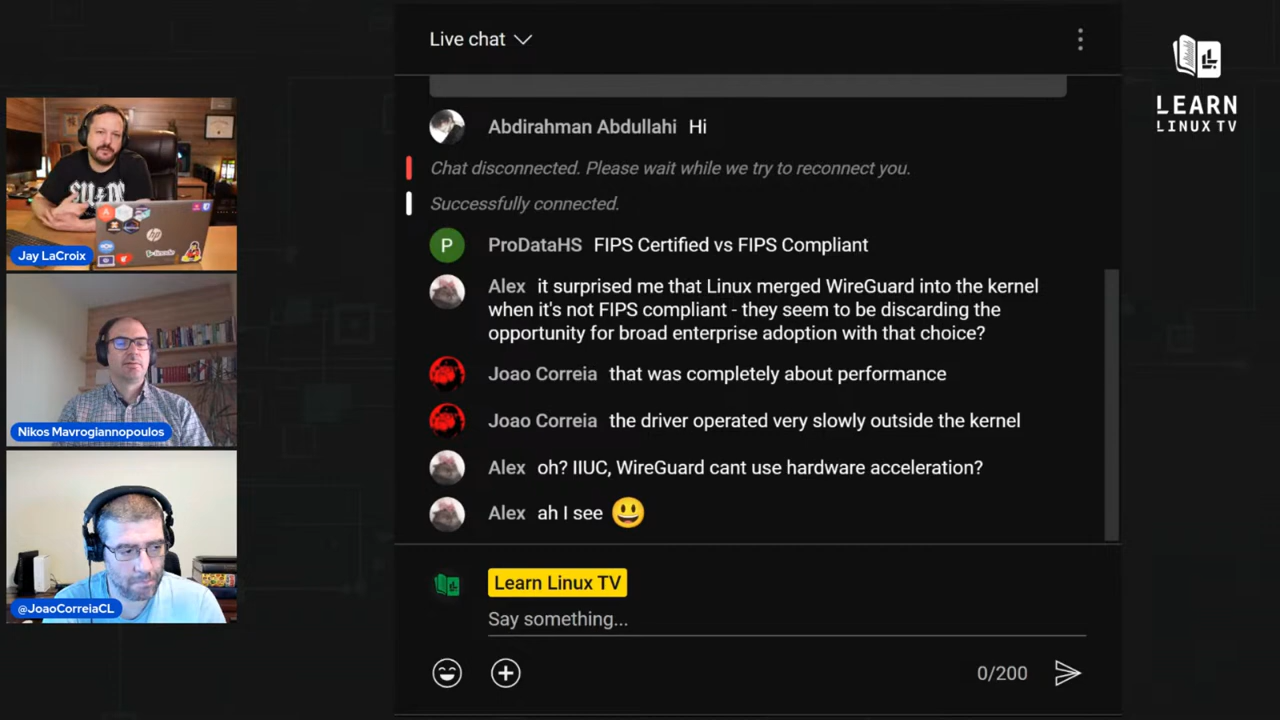 Live chat
LEARN
LINUX TV
Abdirahman Abdullahi Hi
Chat disconnected. Please wait while we try to reconnect you.
Successfully connected.
P ProDataHS FIPS Certified vs FIPS Compliant
Alex it surprised me that Linux merged WireGuard into the kernel
when it's not FIPS compliant - they seem to be discarding the
opportunity for broad enterprise adoption with that choice?
Joao Correia that was completely about performance
Joao Correia the driver operated very slowly outside the kernel
Alex oh? IIUC, WireGuard cant use hardware acceleration?
Alex ah I see
Learn Linux TV
Say something...
0/200
hp
Jay LaCroix
Nikos Mavrogiannopoulos
@JoaoCorreiaCL